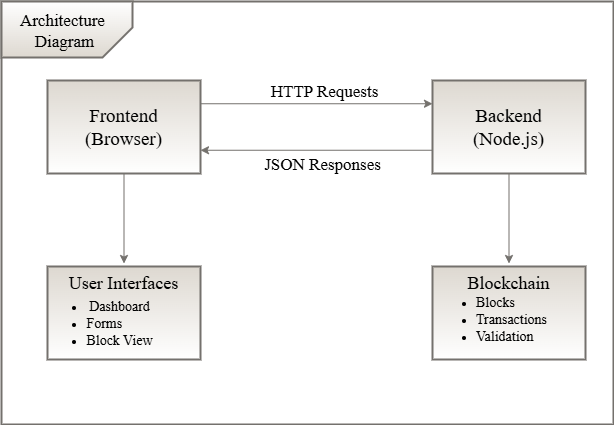 Architecture
Diagram
Frontend
(Browser)
HTTP Requests
Backend
(Node.js)
JSON Responses
User Interfaces
• Dashboard
• Forms
• Block View
Blockchain
• Blocks
• Transactions
• Validation